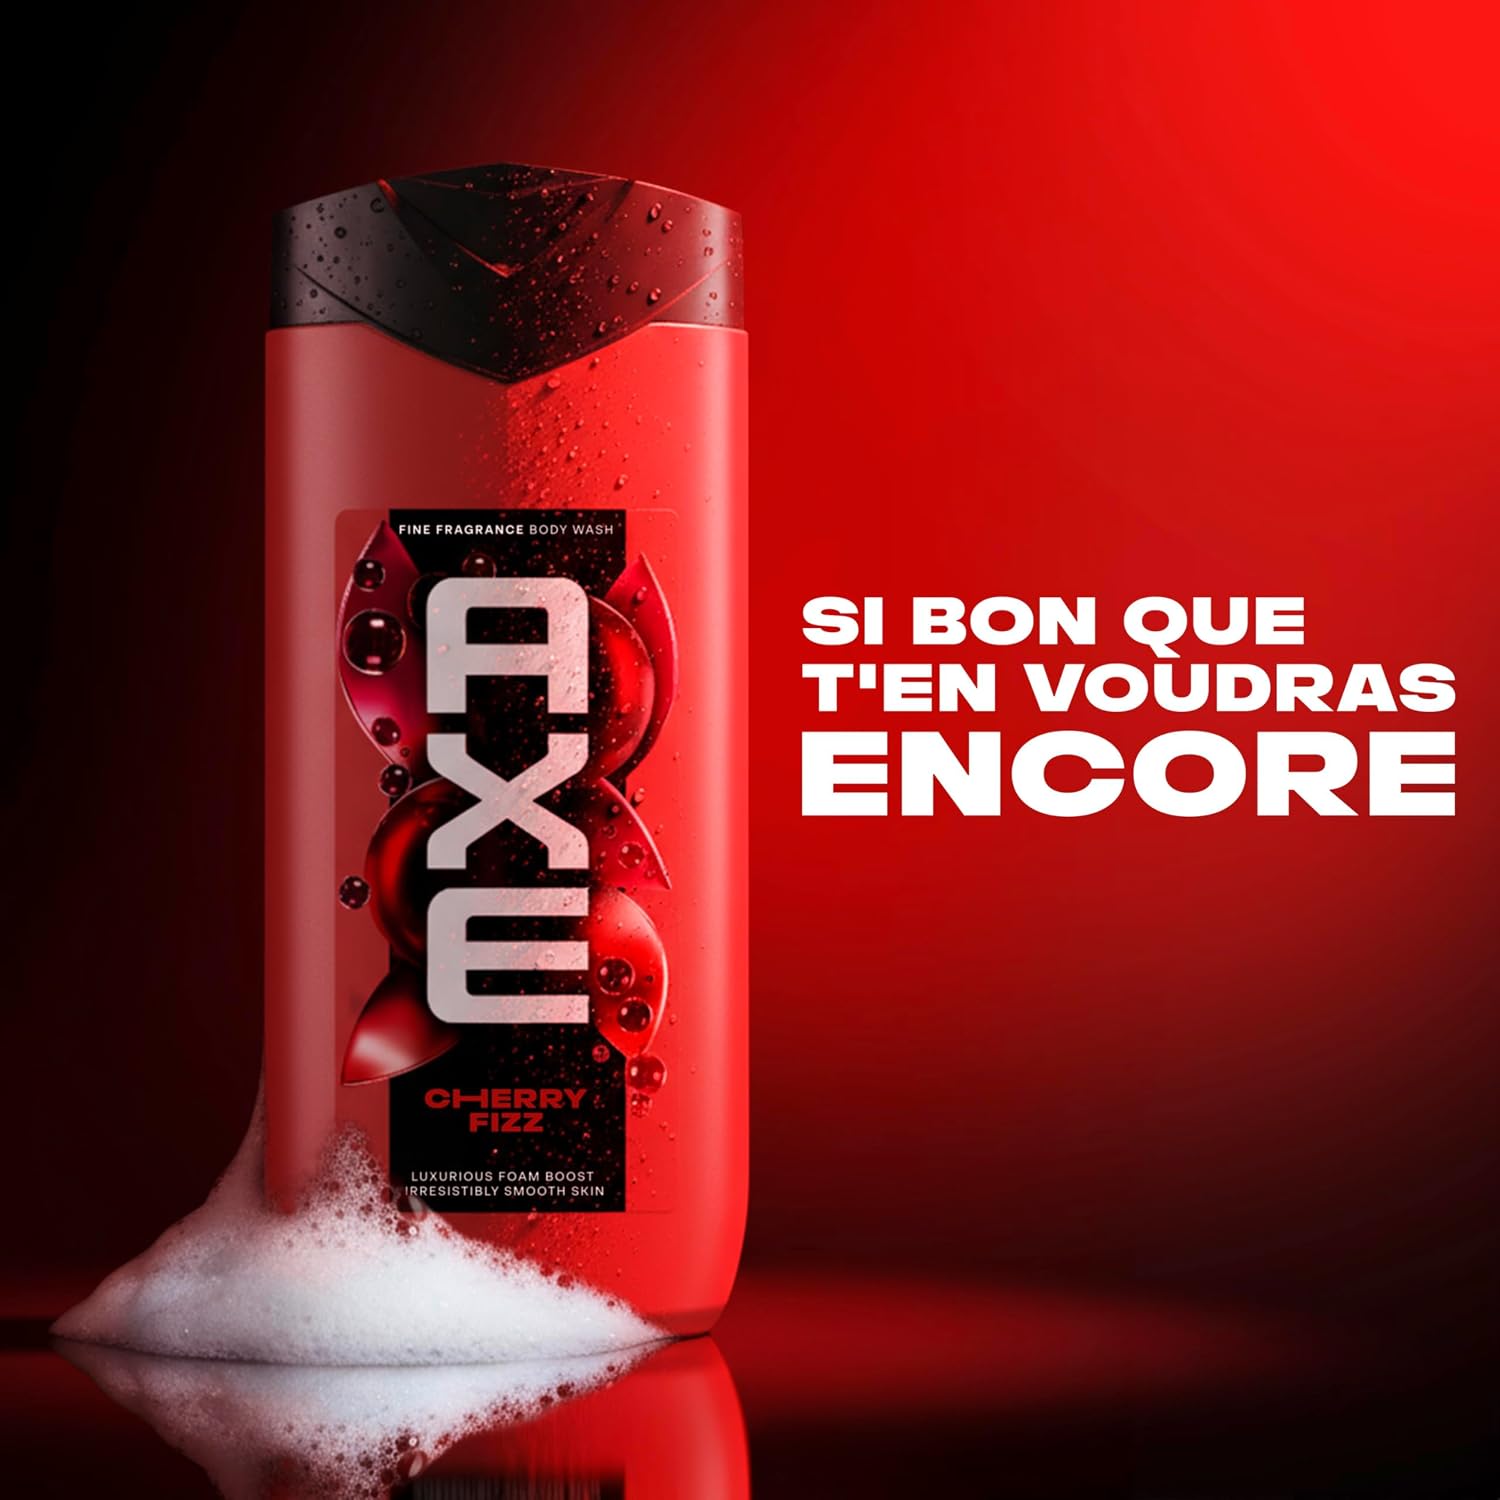 FINE FRAGRANCE BODY WASH
AXE
CHERRY
FIZZ
LUXURIOUS FOAM BOOST
IRRESISTIBLY SMOOTH SKIN
SI BON QUE
T'EN VOUDRAS
ENCORE